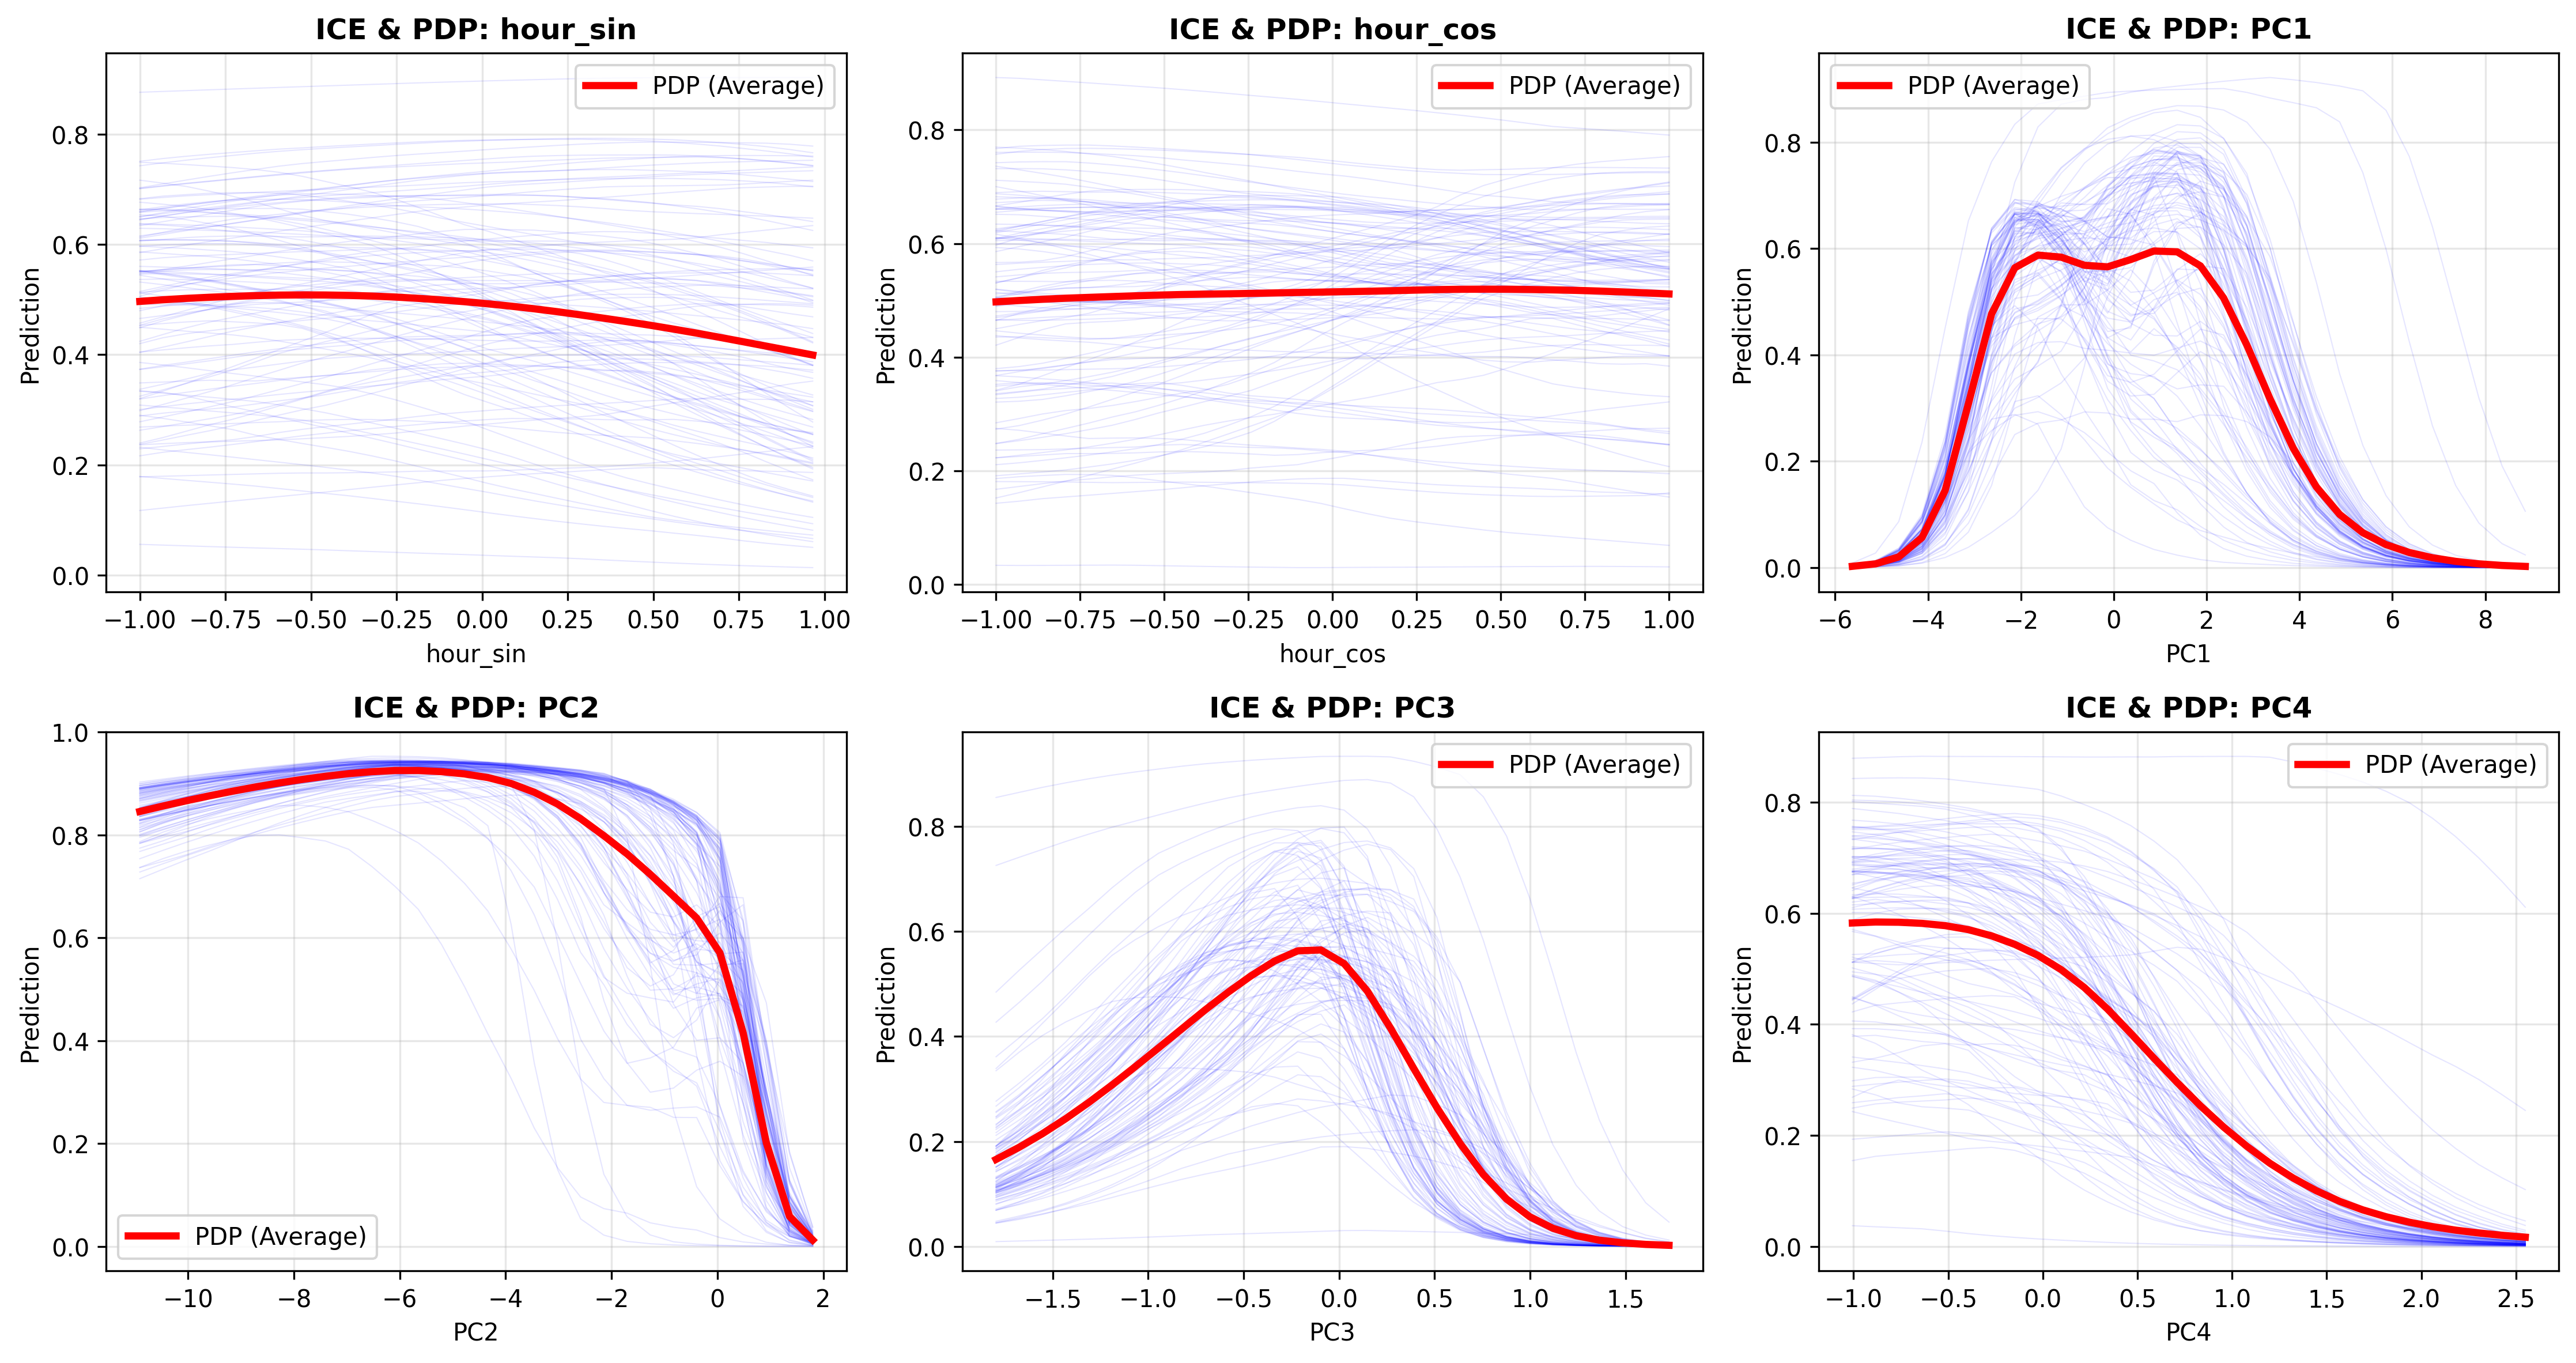 ICE & PDP: hour_sin
PDP (Average)
Prediction
0.8
0.6
0.4
0.2
0.0
−1.00 −0.75 −0.50 −0.25 0.00 0.25 0.50 0.75 1.00
hour_sin
ICE & PDP: hour_cos
PDP (Average)
Prediction
0.8
0.6
0.4
0.2
0.0
−1.00 −0.75 −0.50 −0.25 0.00 0.25 0.50 0.75 1.00
hour_cos
ICE & PDP: PC1
PDP (Average)
Prediction
0.8
0.6
0.4
0.2
0.0
−6 −4 −2 0 2 4 6 8
PC1
ICE & PDP: PC2
PDP (Average)
Prediction
1.0
0.8
0.6
0.4
0.2
0.0
−10 −8 −6 −4 −2 0 2
PC2
ICE & PDP: PC3
PDP (Average)
Prediction
0.8
0.6
0.4
0.2
0.0
−1.5 −1.0 −0.5 0.0 0.5 1.0 1.5
PC3
ICE & PDP: PC4
PDP (Average)
Prediction
0.8
0.6
0.4
0.2
0.0
−1.0 −0.5 0.0 0.5 1.0 1.5 2.0 2.5
PC4